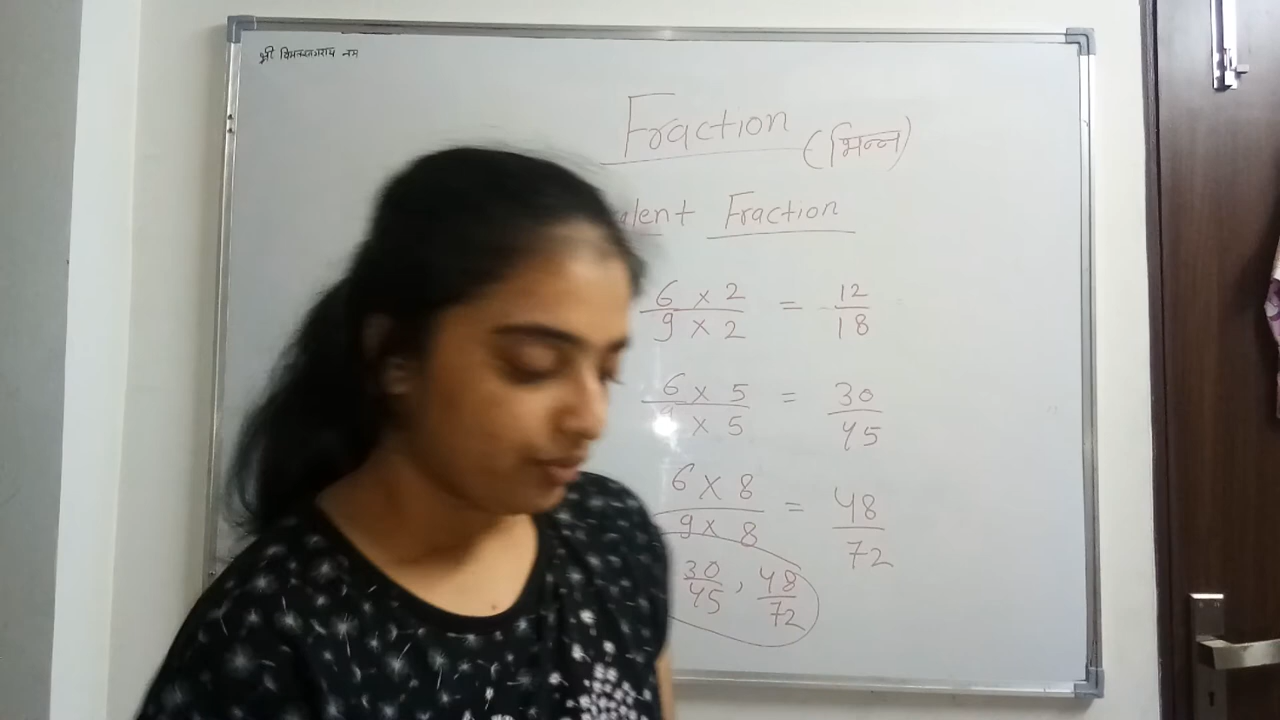 श्री
Fraction (भिन्न)
alent Fraction
6 × 2 / 9 × 2 = 12 / 18
6 × 5 / 9 × 5 = 30 / 45
6 × 8 / 9 × 8 = 48 / 72
30 / 45 , 48 / 72